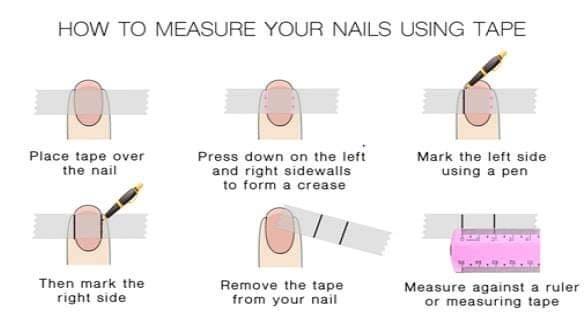 HOW TO MEASURE YOUR NAILS USING TAPE
Place tape over
the nail
Press down on the left
and right sidewalls
to form a crease
Mark the left side
using a pen
Then mark the
right side
Remove the tape
from your nail
Measure against a ruler
or measuring tape